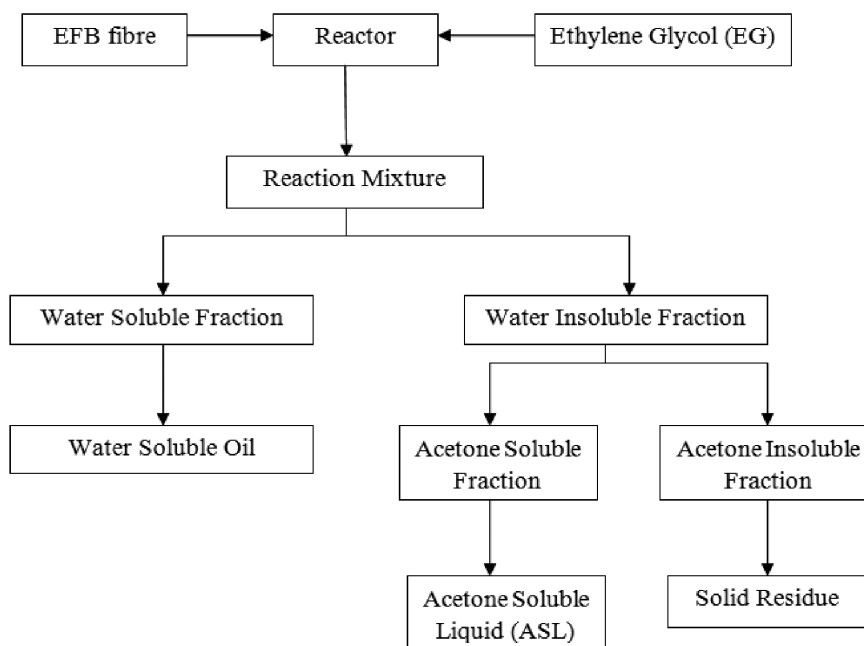 EFB fibre
Reactor
Ethylene Glycol (EG)
Reaction Mixture
Water Soluble Fraction
Water Insoluble Fraction
Water Soluble Oil
Acetone Soluble
Fraction
Acetone Insoluble
Fraction
Acetone Soluble
Liquid (ASL)
Solid Residue